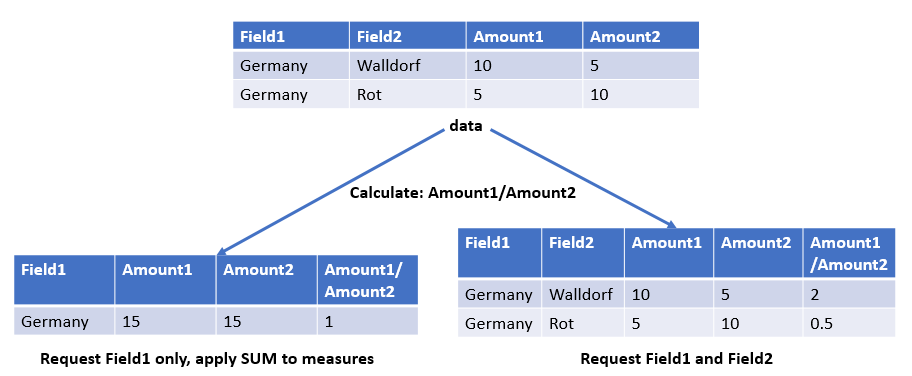 Field1 Field2 Amount1 Amount2
Germany Walldorf 10 5
Germany Rot 5 10
data
Calculate: Amount1/Amount2
Field1 Amount1 Amount2 Amount1/
Amount2
Germany 15 15 1
Request Field1 only, apply SUM to measures
Field1 Field2 Amount1 Amount2 Amount1
/Amount2
Germany Walldorf 10 5 2
Germany Rot 5 10 0.5
Request Field1 and Field2